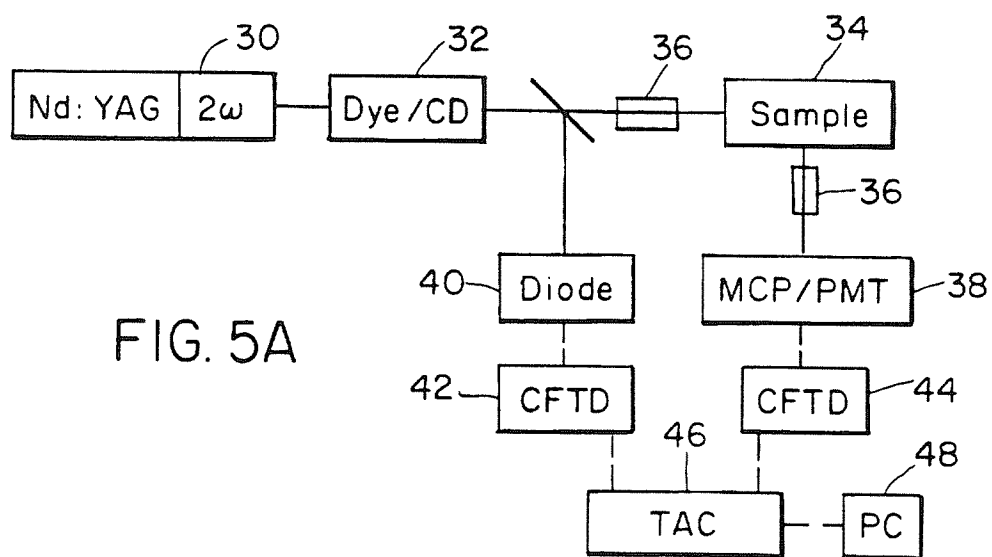 30
32
36
34
Nd: YAG 2ω
Dye/CD
Sample
36
40
Diode
MCP/PMT
38
FIG. 5A
42
CFTD
CFTD
44
46
48
TAC
PC